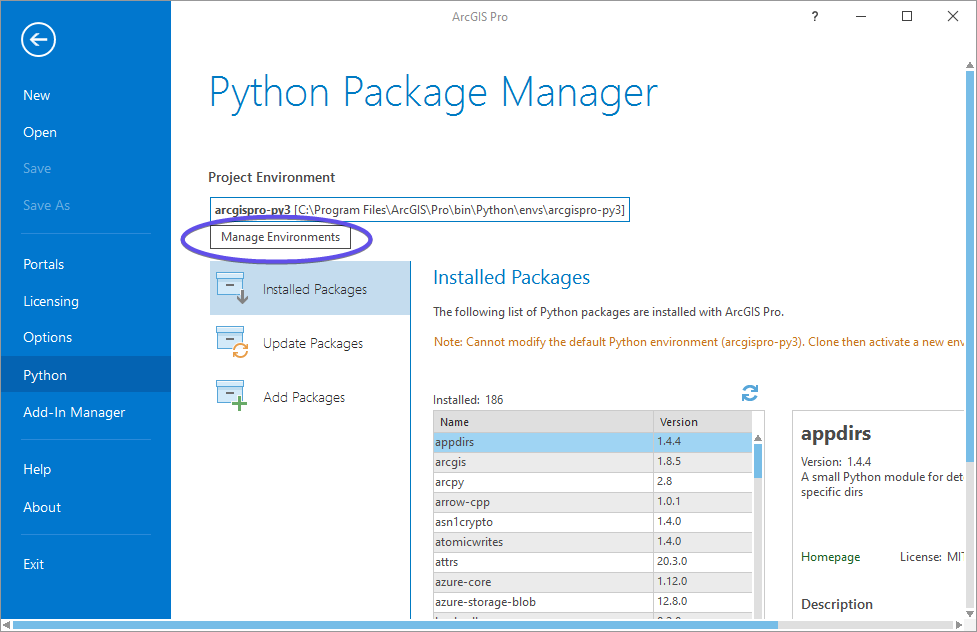 ArcGIS Pro
?
New
Open
Save
Save As
Portals
Licensing
Options
Python
Add-In Manager
Help
About
Exit
Python Package Manager
Project Environment
arcgispro-py3 [C:\Program Files\ArcGIS\Pro\bin\Python\envs\arcgispro-py3]
Manage Environments
Installed Packages
Update Packages
Add Packages
Installed Packages
The following list of Python packages are installed with ArcGIS Pro.
Note: Cannot modify the default Python environment (arcgispro-py3). Clone then activate a new env
Installed: 186
Name Version
appdirs 1.4.4
arcgis 1.8.5
arcpy 2.8
arrow-cpp 1.0.1
asn1crypto 1.4.0
atomicwrites 1.4.0
attrs 20.3.0
azure-core 1.12.0
azure-storage-blob 12.8.0
appdirs
Version: 1.4.4
A small Python module for det
specific dirs
Homepage License: MI
Description